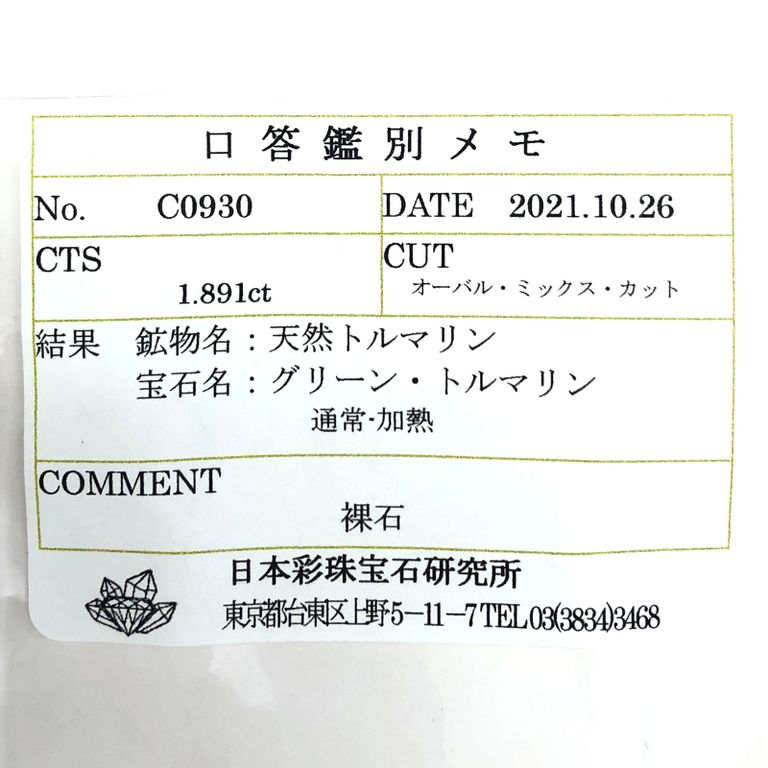 口答鑑別メモ
No. C0930 DATE 2021.10.26
CTS CUT
1.891ct オーバル・ミックス・カット
結果 鉱物名:天然トルマリン
宝石名:グリーン・トルマリン
通常-加熱
COMMENT
裸石
日本彩珠宝石研究所
東京都台東区上野5-11-7 TEL 03(3834)3468